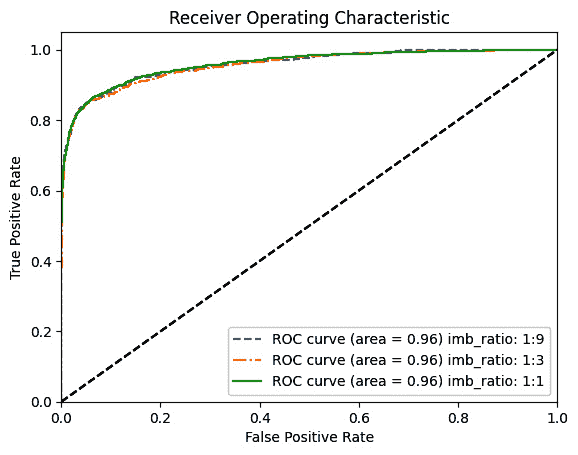 Receiver Operating Characteristic
1.0
0.8
0.6
0.4
0.2
0.0
True Positive Rate
ROC curve (area = 0.96) imb_ratio: 1:9
ROC curve (area = 0.96) imb_ratio: 1:3
ROC curve (area = 0.96) imb_ratio: 1:1
0.0 0.2 0.4 0.6 0.8 1.0
False Positive Rate